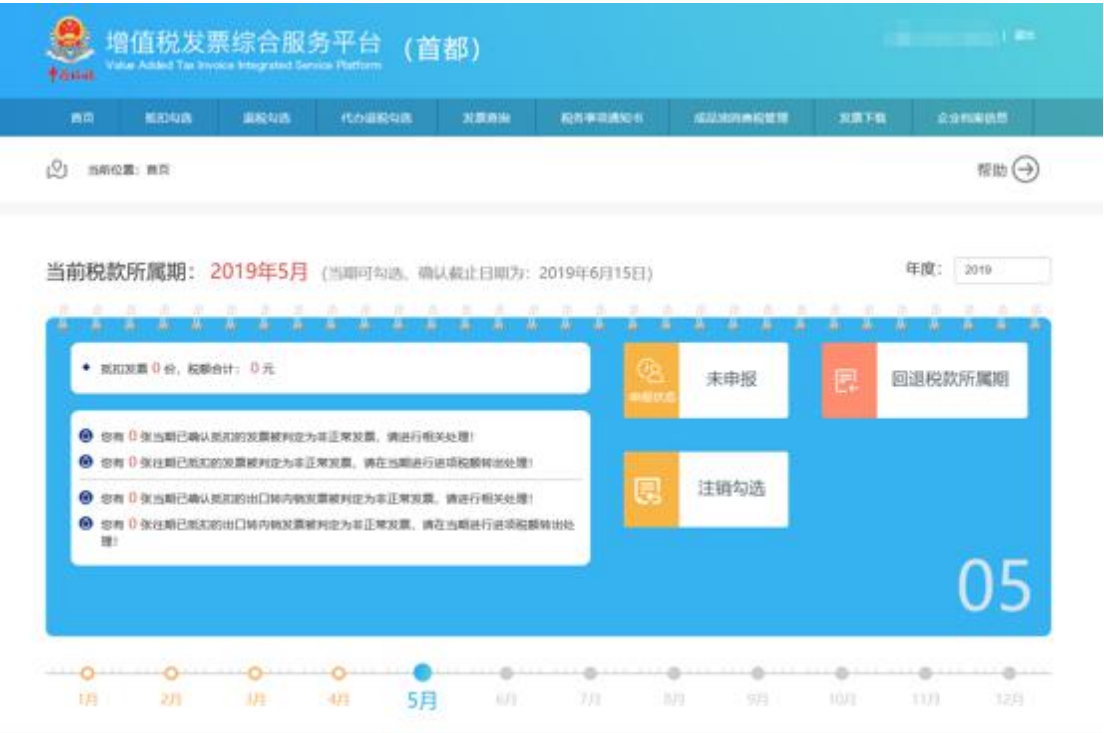 增值税发票综合服务平台 (首都)
Value Added Tax Invoice Integrated Service Platform
首页 抵扣勾选 退税勾选 代办退税勾选 发票查询 税务事项通知书 成品油消费税管理 发票下载 企业档案信息
当前位置：首页
帮助
当前税款所属期： 2019年5月 (当期可勾选、确认截止日期为：2019年6月15日)
年度： 2019
抵扣发票 0 份，税额合计： 0 元
您有 0 张当期已确认抵扣的发票被判定为非正常发票，请进行相关处理！
您有 0 张往期已抵扣的发票被判定为非正常发票，请在当期进行进项税额转出处理！
您有 0 张当期已确认抵扣的出口转内销发票被判定为非正常发票，请进行相关处理！
您有 0 张往期已抵扣的出口转内销发票被判定为非正常发票，请在当期进行进项税额转出处
理！
申报状态
未申报
回退税款所属期
注销勾选
05
1月 2月 3月 4月 5月 6月 7月 8月 9月 10月 11月 12月